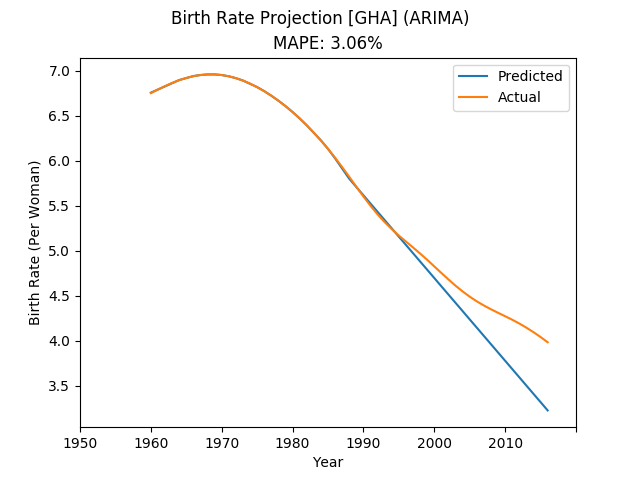 Birth Rate Projection [GHA] (ARIMA)
MAPE: 3.06%
Predicted
Actual
Birth Rate (Per Woman)
7.0
6.5
6.0
5.5
5.0
4.5
4.0
3.5
1950 1960 1970 1980 1990 2000 2010
Year